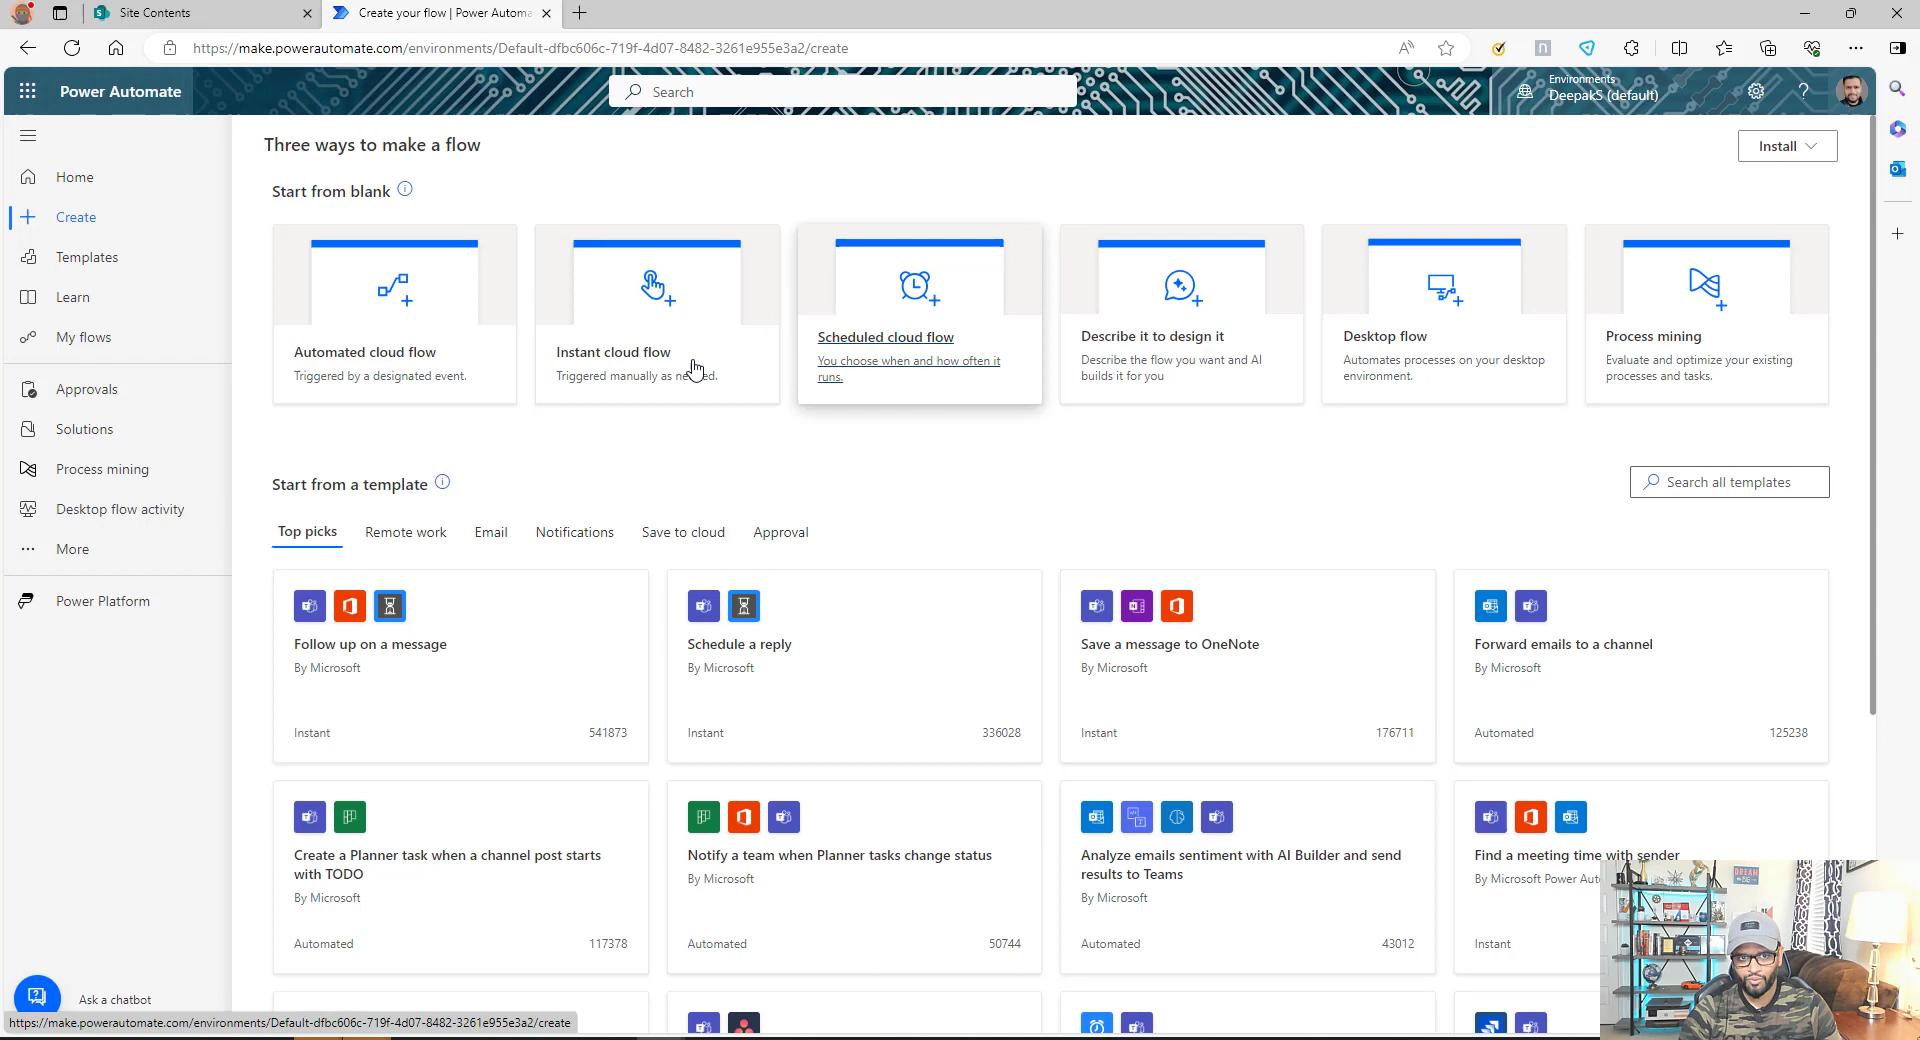 Site Contents
Create your flow | Power Automa
https://make.powerautomate.com/environments/Default-dfbc606c-719f-4d07-8482-3261e955e3a2/create
Power Automate
Search
Environments
DeepakS (default)
Three ways to make a flow
Install
Start from blank
Home
Create
Templates
Learn
My flows
Approvals
Solutions
Process mining
Desktop flow activity
More
Power Platform
Automated cloud flow
Triggered by a designated event.
Instant cloud flow
Triggered manually as needed.
Scheduled cloud flow
You choose when and how often it
runs.
Describe it to design it
Describe the flow you want and AI
builds it for you
Desktop flow
Automates processes on your desktop
environment.
Process mining
Evaluate and optimize your existing
processes and tasks.
Start from a template
Search all templates
Top picks
Remote work
Email
Notifications
Save to cloud
Approval
Follow up on a message
By Microsoft
Instant
541873
Schedule a reply
By Microsoft
Instant
336028
Save a message to OneNote
By Microsoft
Instant
176711
Forward emails to a channel
By Microsoft
Automated
125238
Create a Planner task when a channel post starts
with TODO
By Microsoft
Automated
117378
Notify a team when Planner tasks change status
By Microsoft
Automated
50744
Analyze emails sentiment with AI Builder and send
results to Teams
By Microsoft
Automated
43012
Find a meeting time with sender
By Microsoft Power Auto
Instant
DREAM
BIG
Ask a chatbot
https://make.powerautomate.com/environments/Default-dfbc606c-719f-4d07-8482-3261e955e3a2/create